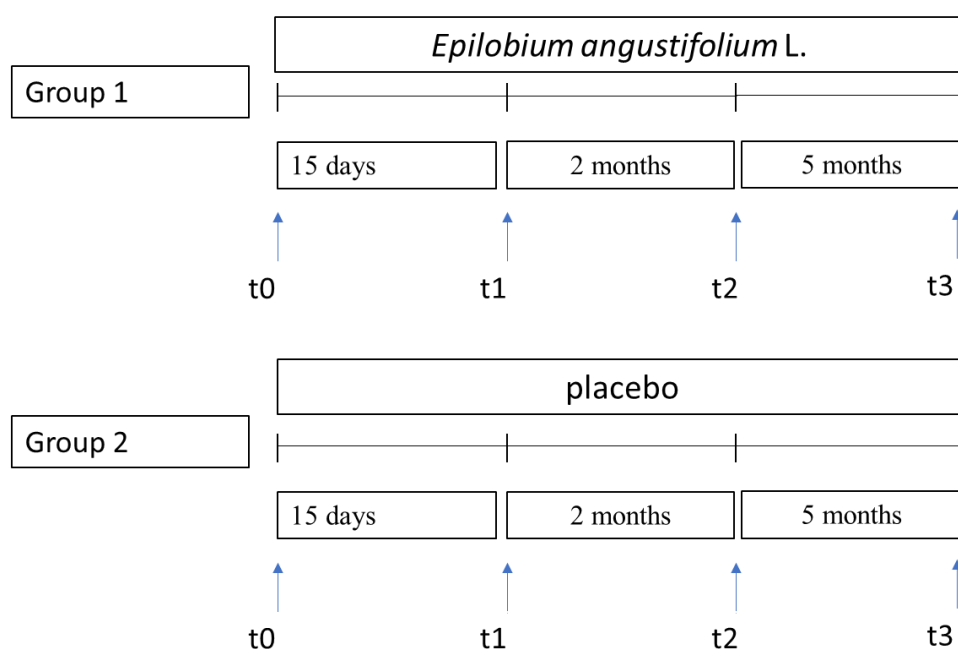 Epilobium angustifolium L.
Group 1
15 days 2 months 5 months
t0 t1 t2 t3
placebo
Group 2
15 days 2 months 5 months
t0 t1 t2 t3